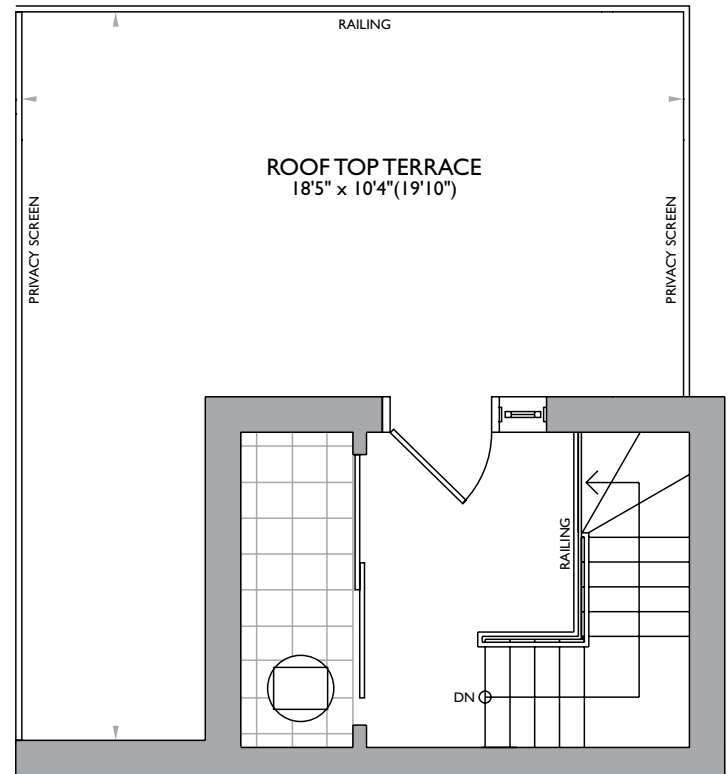 RAILING
ROOF TOP TERRACE
18'5" x 10'4"(19'10")
PRIVACY SCREEN
PRIVACY SCREEN
RAILING
DN